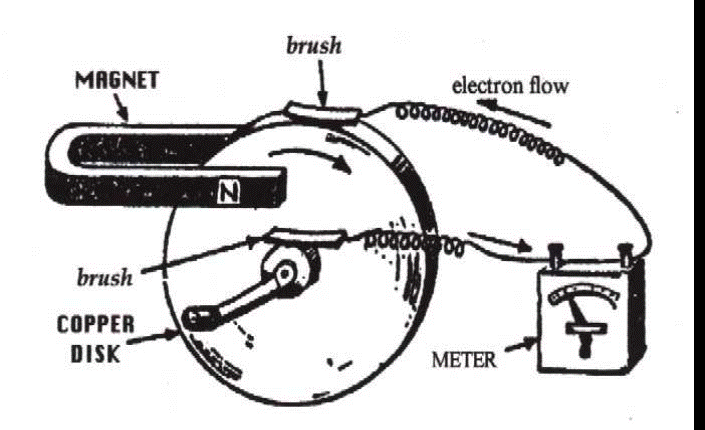 brush
MAGNET
electron flow
N
brush
COPPER
DISK
METER